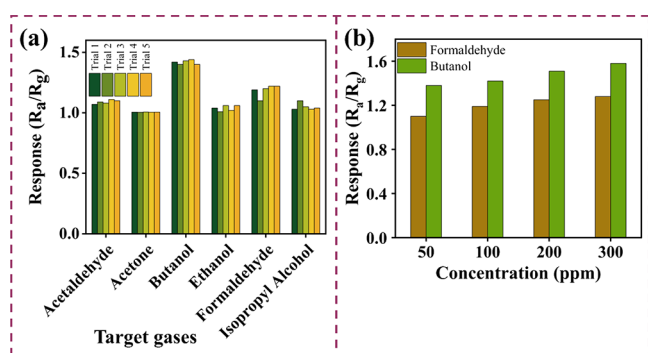 (a)
Trial 1
Trial 2
Trial 3
Trial 4
Trial 5
Response (Ra/Rg)
1.5
1.0
0.5
0.0
Acetaldehyde
Acetone
Butanol
Ethanol
Formaldehyde
Isopropyl Alcohol
Target gases
(b)
Formaldehyde
Butanol
Response (Ra/Rg)
2.0
1.6
1.2
0.8
0.4
0.0
50
100
200
300
Concentration (ppm)